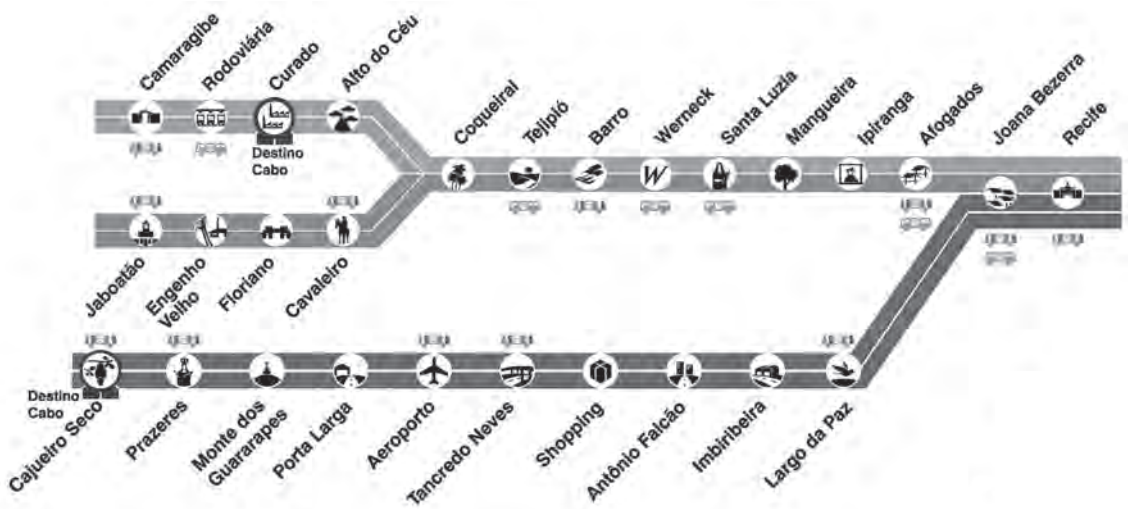 Camaragibe
Rodoviária
Curado
Alto do Céu
Destino
Cabo
Coqueiral
Tejipió
Barro
Werneck
Santa Luzia
Mangueira
Ipiranga
Afogados
Joana Bezerra
Recife
W
Jaboatão
Engenho
Velho
Floriano
Cavaleiro
Destino
Cabo
Cajueiro Seco
Prazeres
Monte dos
Guararapes
Porta Larga
Aeroporto
Tancredo Neves
Shopping
Antônio Falcão
Imbiribeira
Largo da Paz